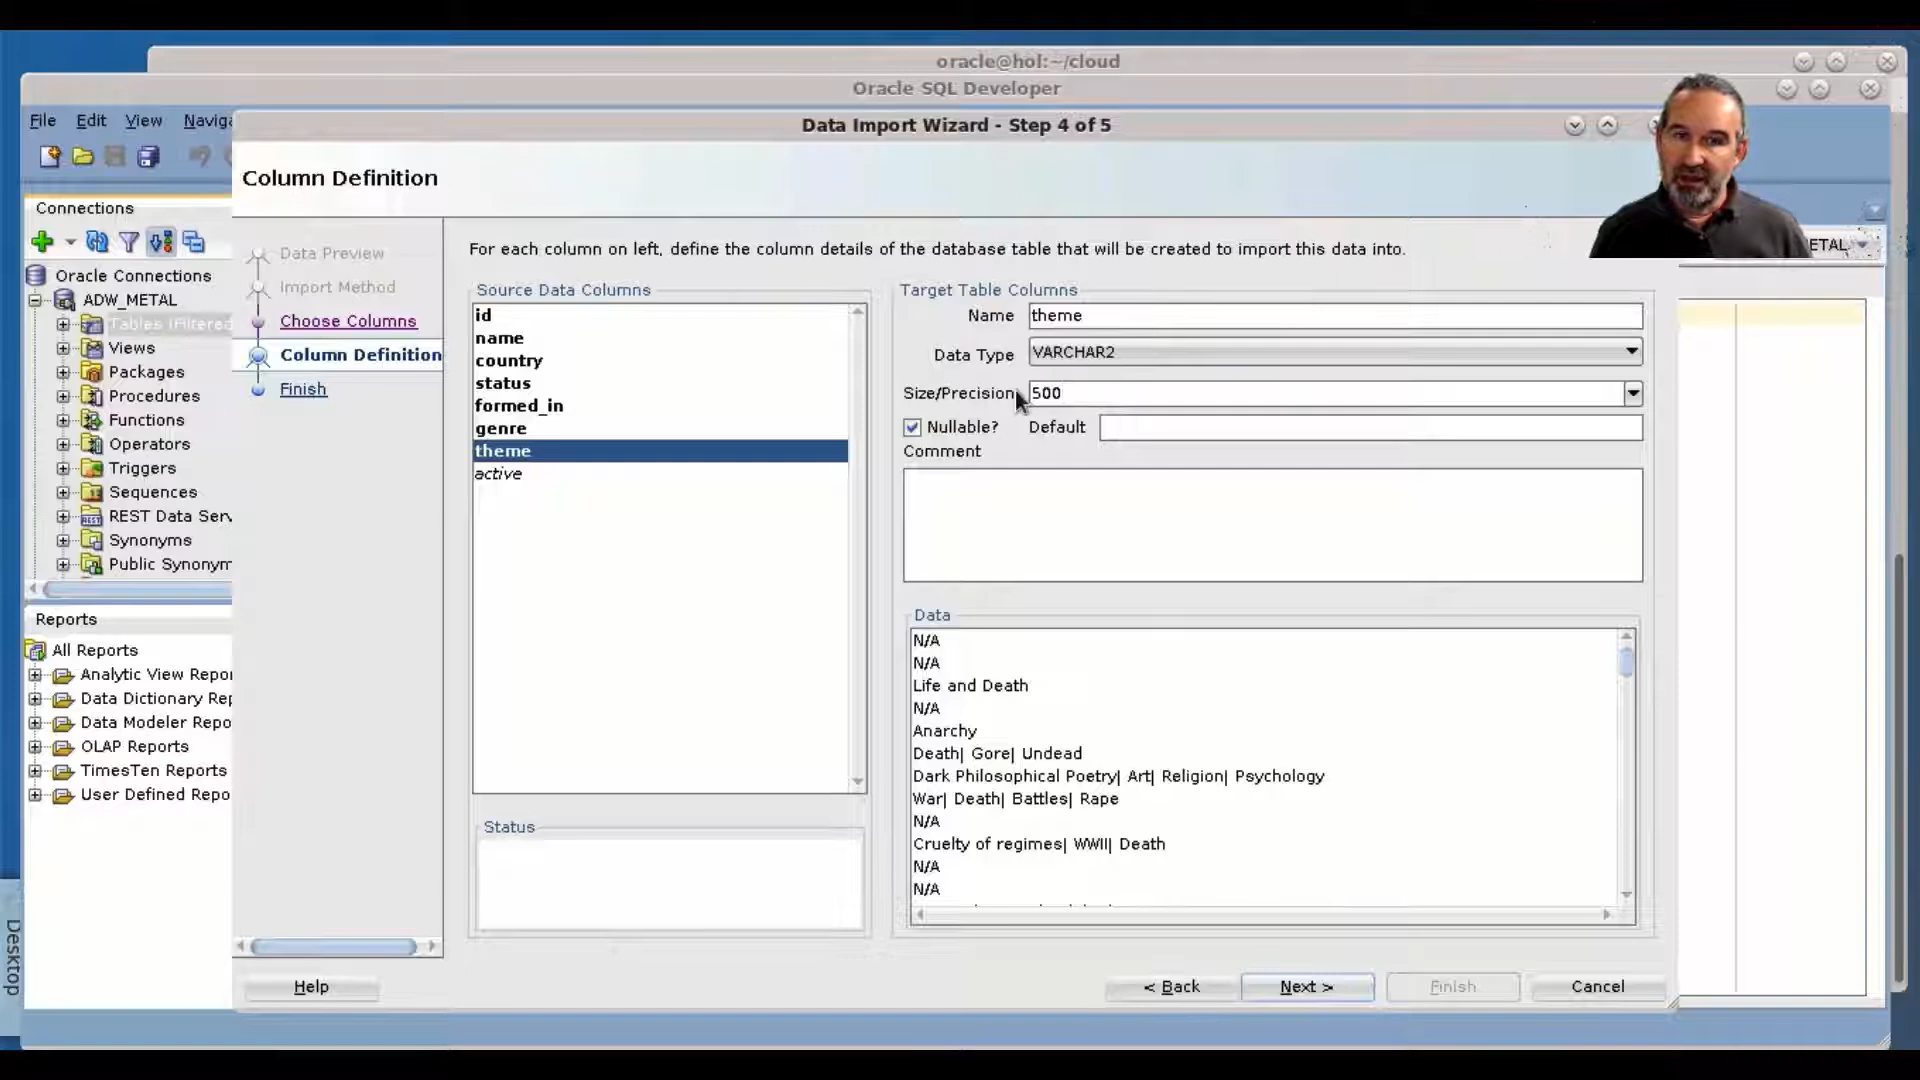 oracle@hol:~/cloud
Oracle SQL Developer
Data Import Wizard - Step 4 of 5
File Edit View Naviga
Column Definition
Connections
Oracle Connections
ADW_METAL
Tables (Filtered
Views
Packages
Procedures
Functions
Operators
Triggers
Sequences
REST Data Serv
Synonyms
Public Synonym
Reports
All Reports
Analytic View Repor
Data Dictionary Rep
Data Modeler Repo
OLAP Reports
TimesTen Reports
User Defined Repo
Desktop
Data Preview
Import Method
Choose Columns
Column Definition
Finish
For each column on left, define the column details of the database table that will be created to import this data into.
ETAL
Source Data Columns
id
name
country
status
formed_in
genre
theme
active
Status
Target Table Columns
Name theme
Data Type VARCHAR2
Size/Precision 500
Nullable? Default
Comment
Data
N/A
N/A
Life and Death
N/A
Anarchy
Death| Gore| Undead
Dark Philosophical Poetry| Art| Religion| Psychology
War| Death| Battles| Rape
N/A
Cruelty of regimes| WWII| Death
N/A
N/A
Help
< Back Next > Finish Cancel